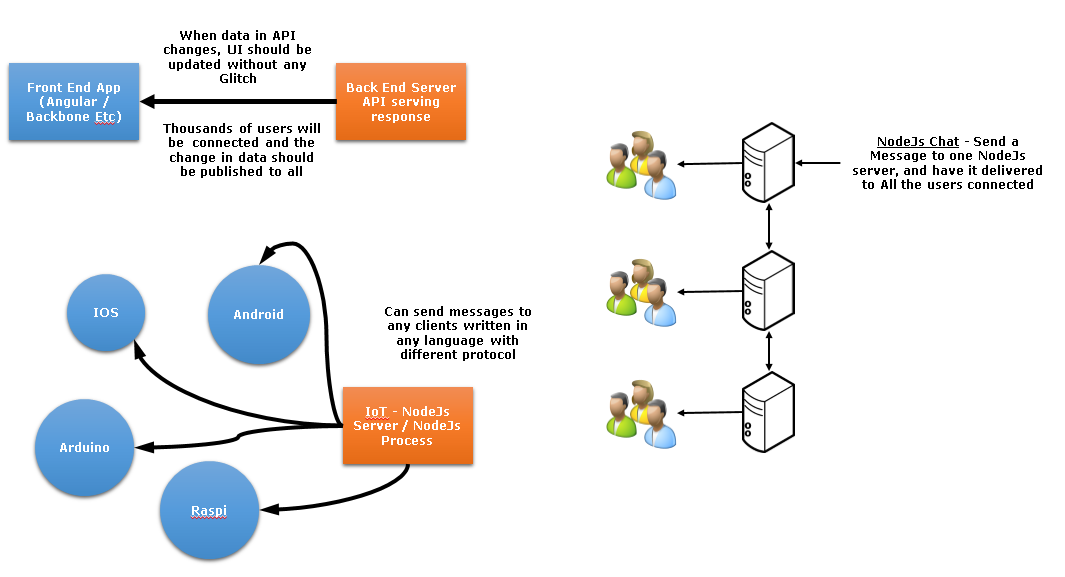 When data in API
changes, UI should be
updated without any
Glitch
Front End App
(Angular /
Backbone Etc)
Back End Server
API serving
response
Thousands of users will
be connected and the
change in data should
be published to all
NodeJs Chat - Send a
Message to one NodeJs
server, and have it delivered
to All the users connected
IOS
Android
Can send messages to
any clients written in
any language with
different protocol
IoT - NodeJs
Server / NodeJs
Process
Arduino
Raspi